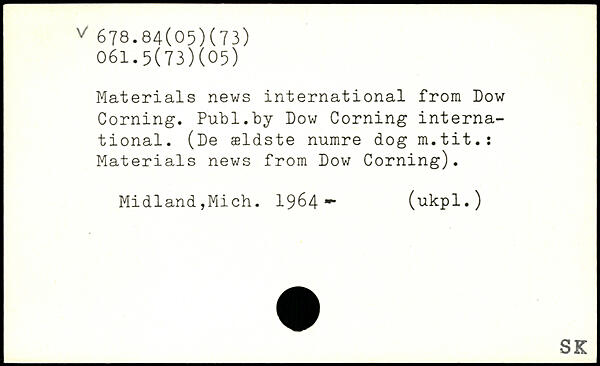 V 678.84(05)(73)
061.5(73)(05)
Materials news international from Dow
Corning. Publ.by Dow Corning interna-
tional. (De ældste numre dog m.tit.:
Materials news from Dow Corning).
Midland,Mich. 1964- (ukpl.)
SK